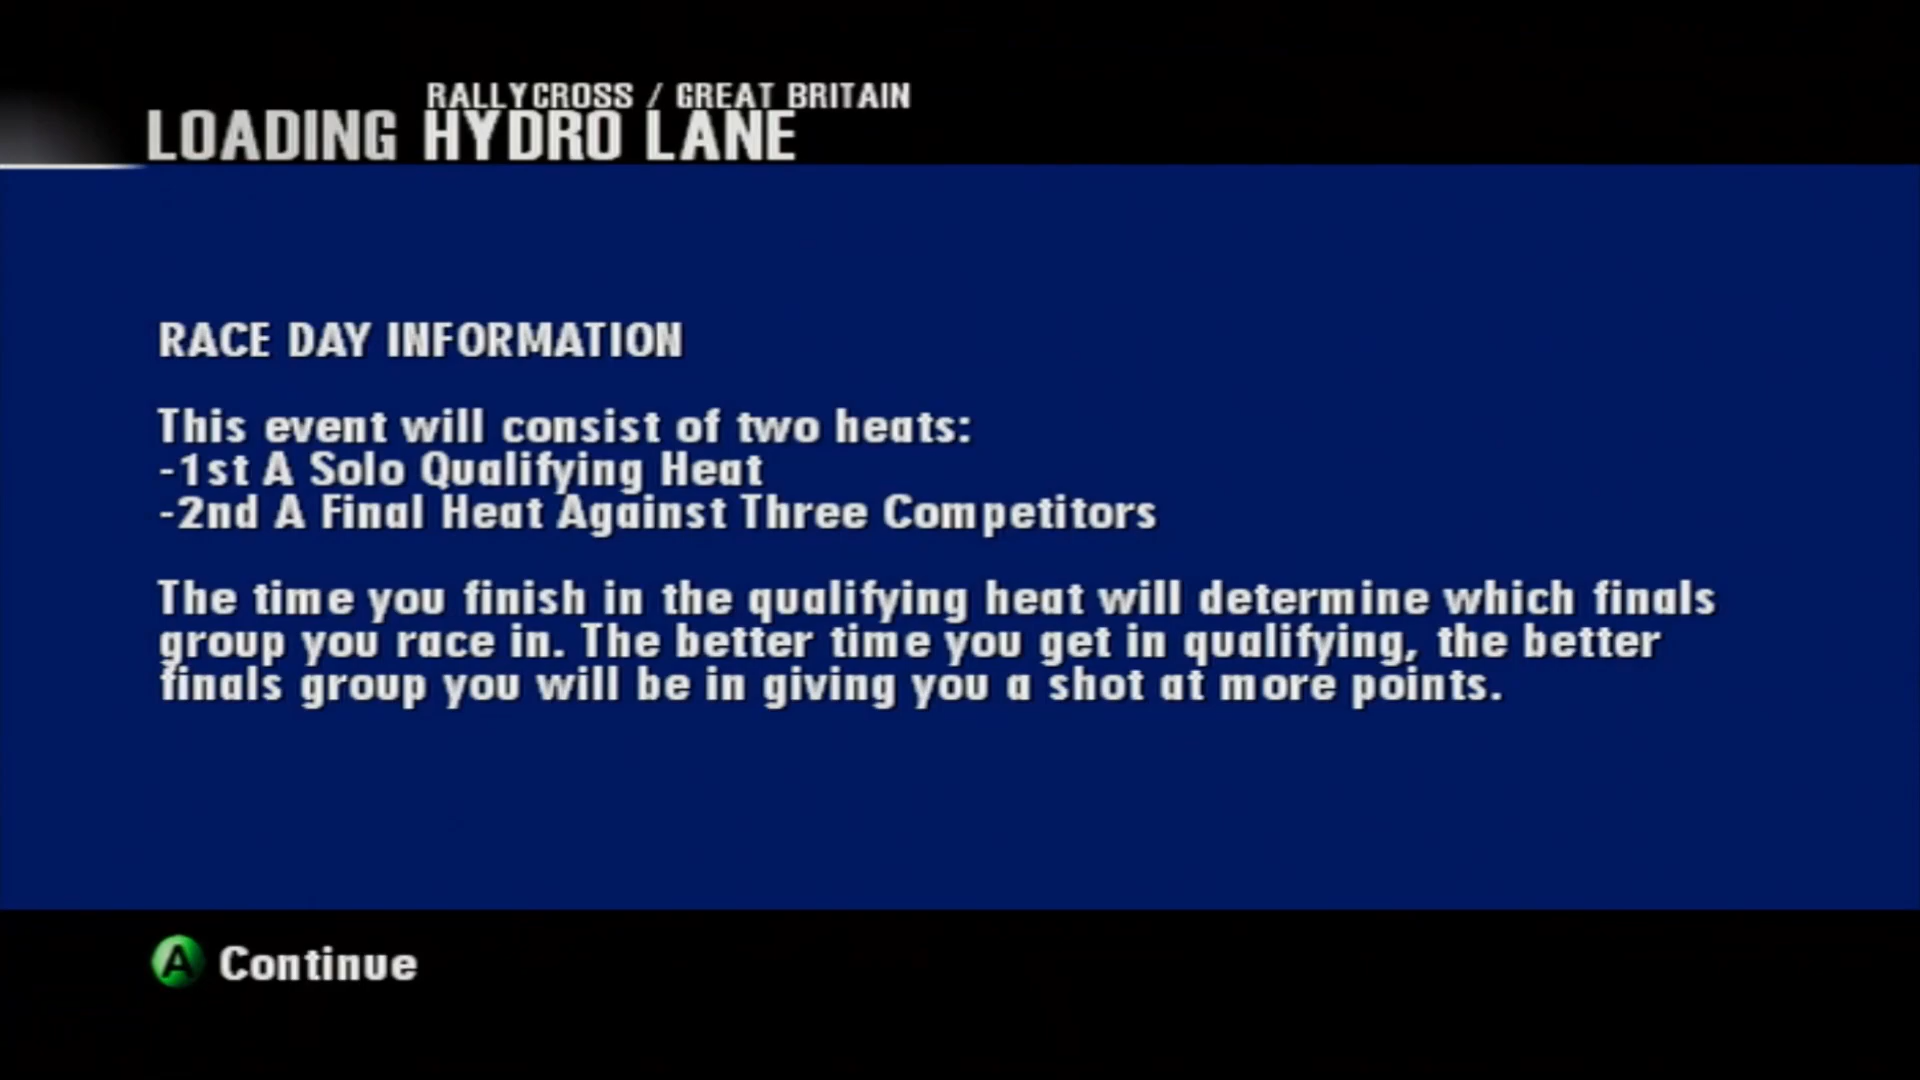 RALLYCROSS / GREAT BRITAIN
LOADING HYDRO LANE
RACE DAY INFORMATION
This event will consist of two heats:
-1st A Solo Qualifying Heat
-2nd A Final Heat Against Three Competitors
The time you finish in the qualifying heat will determine which finals
group you race in. The better time you get in qualifying, the better
finals group you will be in giving you a shot at more points.
A Continue